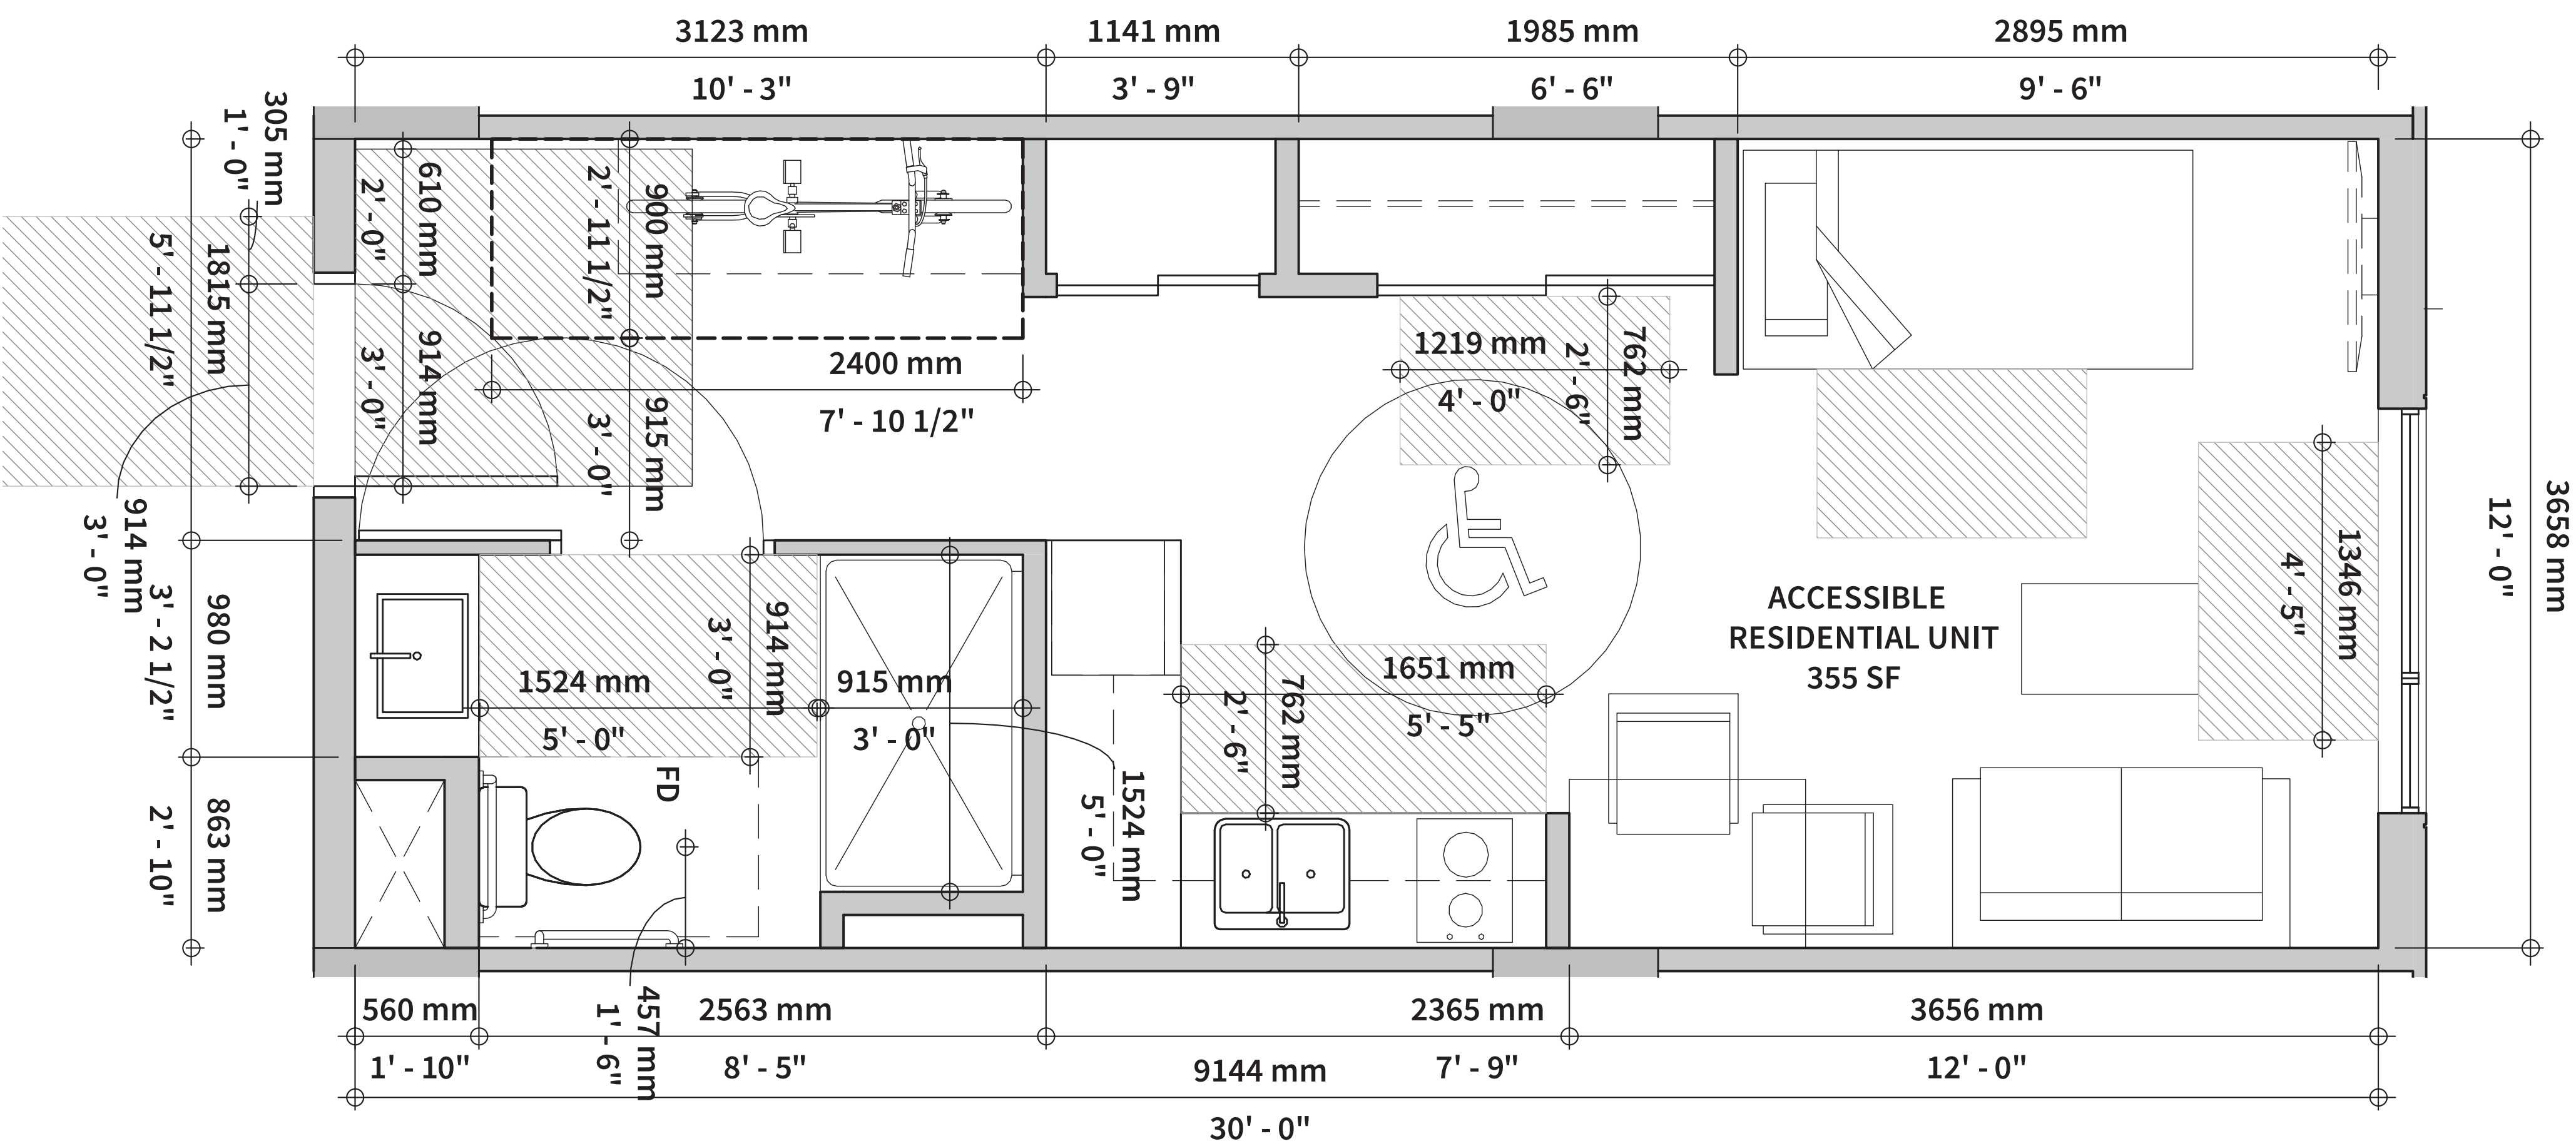 3123 mm
10' - 3"
1141 mm
3' - 9"
1985 mm
6' - 6"
2895 mm
9' - 6"
305 mm
1' - 0"
610 mm
2' - 0"
900 mm
2' - 11 1/2"
1815 mm
5' - 11 1/2"
914 mm
3' - 0"
915 mm
3' - 0"
2400 mm
7' - 10 1/2"
1219 mm
4' - 0"
762 mm
2' - 6"
3658 mm
12' - 0"
1346 mm
4' - 5"
914 mm
3' - 0"
980 mm
3' - 2 1/2"
863 mm
2' - 10"
1524 mm
5' - 0"
914 mm
3' - 0"
915 mm
3' - 0"
FD
1524 mm
5' - 0"
1651 mm
5' - 5"
762 mm
2' - 6"
ACCESSIBLE
RESIDENTIAL UNIT
355 SF
560 mm
1' - 10"
457 mm
1' - 6"
2563 mm
8' - 5"
2365 mm
7' - 9"
3656 mm
12' - 0"
9144 mm
30' - 0"